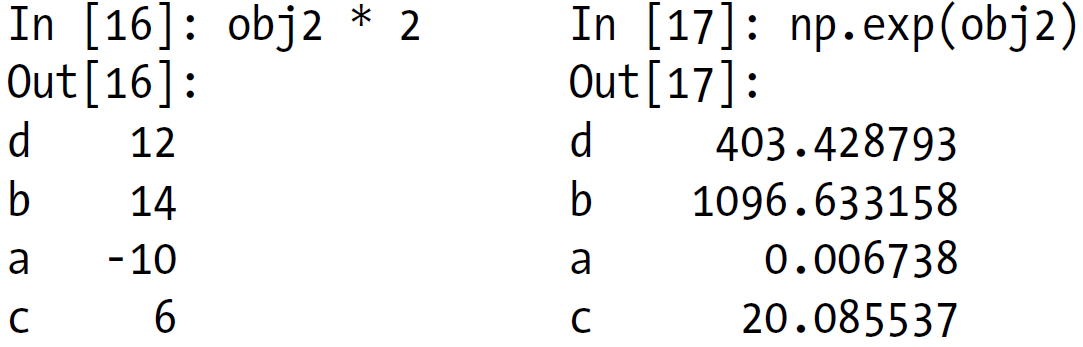 In [16]: obj2 * 2
Out[16]:
d    12
b    14
a   -10
c     6
In [17]: np.exp(obj2)
Out[17]:
d     403.428793
b    1096.633158
a       0.006738
c      20.085537